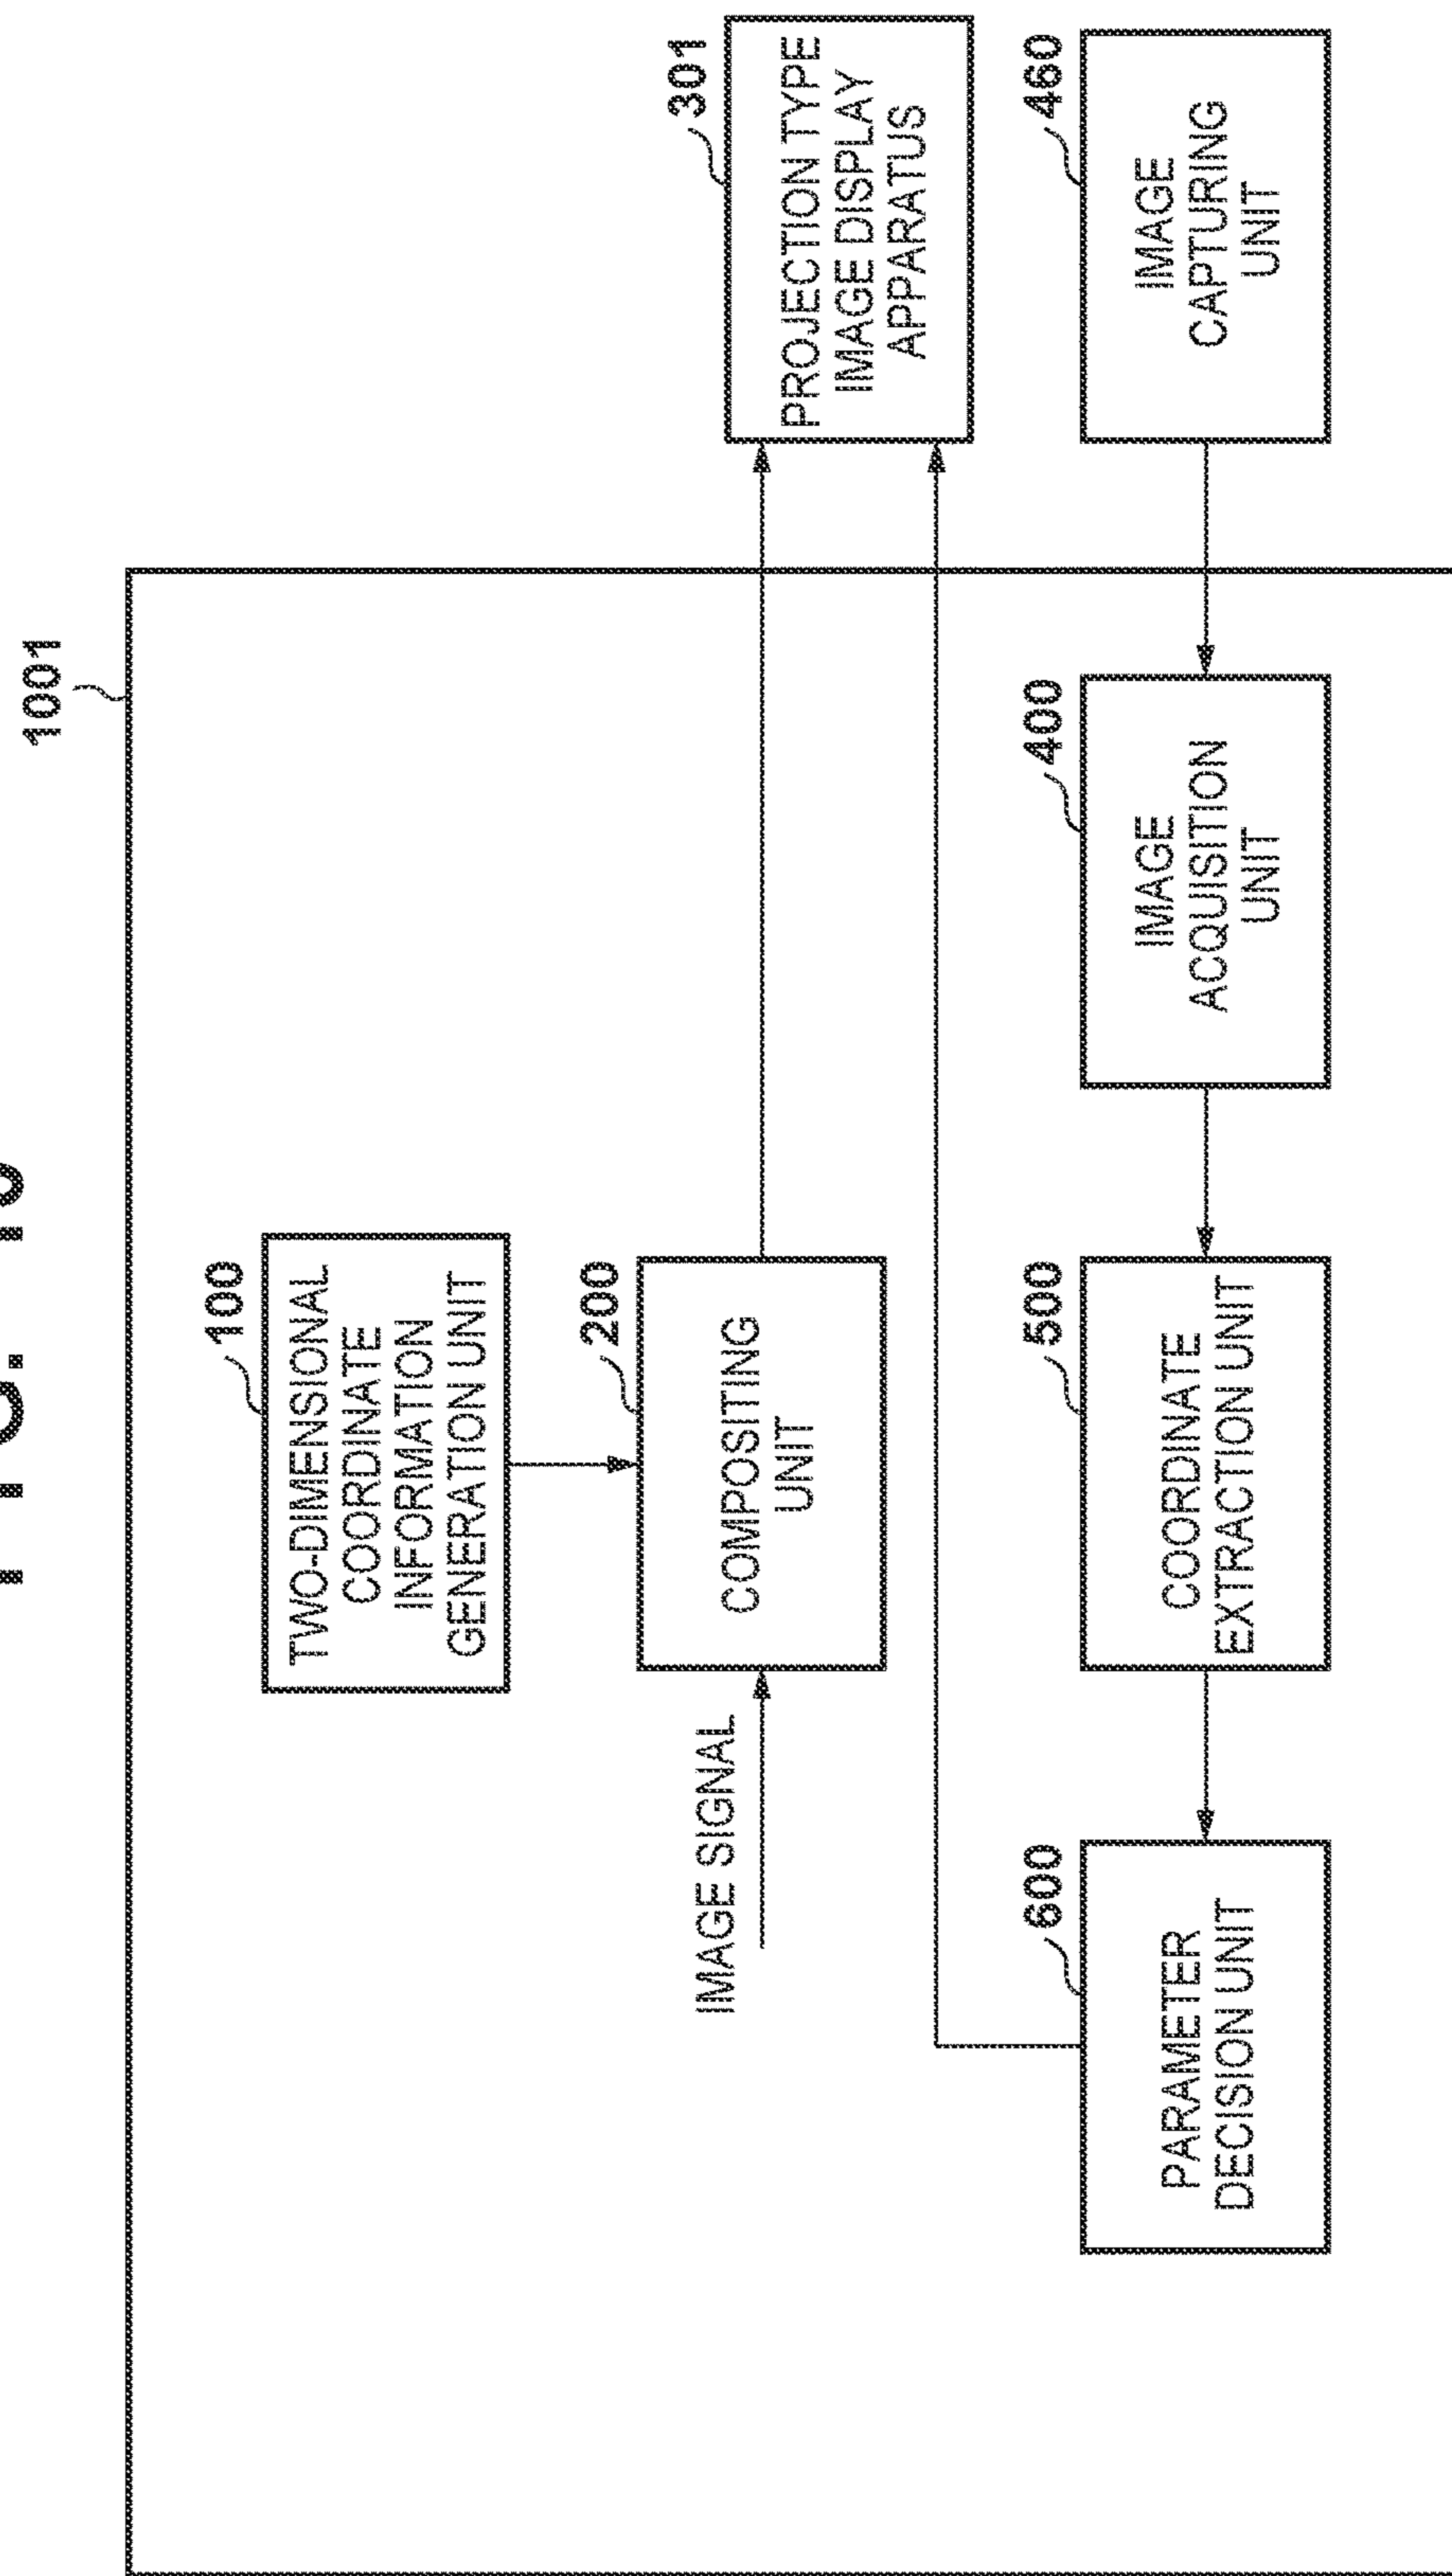 1001
100
TWO-DIMENSIONAL
COORDINATE
INFORMATION
GENERATION UNIT
IMAGE SIGNAL
200
COMPOSITING
UNIT
301
PROJECTION TYPE
IMAGE DISPLAY
APPARATUS
600
PARAMETER
DECISION UNIT
500
COORDINATE
EXTRACTION UNIT
400
IMAGE
ACQUISITION
UNIT
460
IMAGE
CAPTURING
UNIT